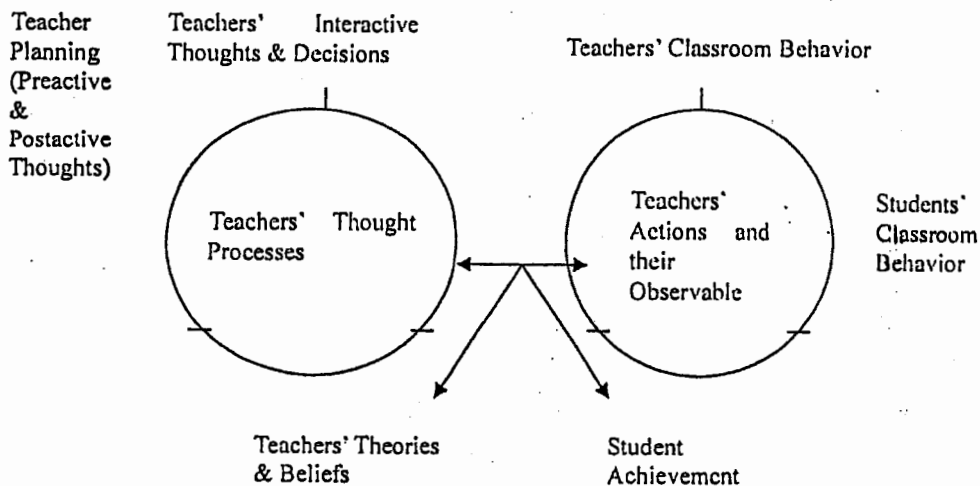 Teacher
Planning
(Preactive
&
Postactive
Thoughts)
Teachers' Interactive
Thoughts & Decisions
Teachers' Classroom Behavior
Teachers' Thought
Processes
Teachers'
Actions and
their
Observable
Students'
Classroom
Behavior
Teachers' Theories
& Beliefs
Student
Achievement